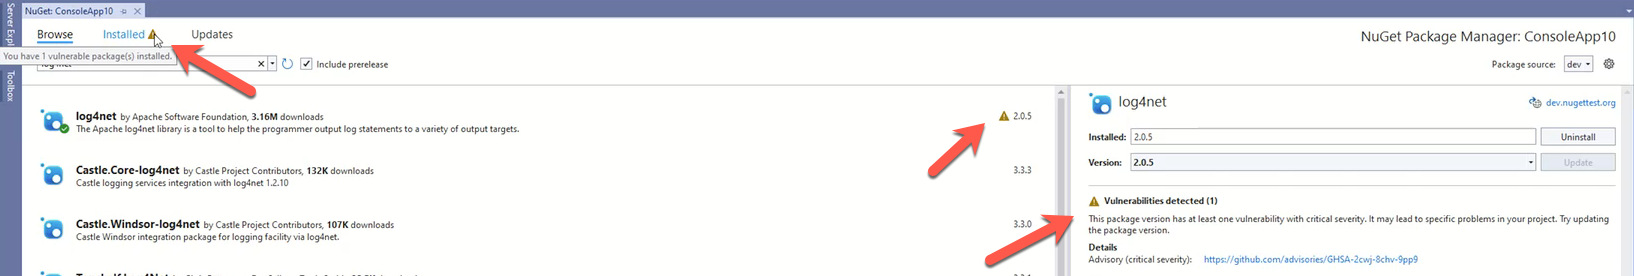 Server Expl
Toolbox
NuGet: ConsoleApp10
Browse
Installed
Updates
NuGet Package Manager: ConsoleApp10
You have 1 vulnerable package(s) installed.
Include prerelease
Package source: dev
log4net by Apache Software Foundation, 3.16M downloads
2.0.5
The Apache log4net library is a tool to help the programmer output log statements to a variety of output targets.
Castle.Core-log4net by Castle Project Contributors, 132K downloads
3.3.3
Castle logging services integration with log4net 1.2.10
Castle.Windsor-log4net by Castle Project Contributors, 107K downloads
3.3.0
Castle Windsor integration package for logging facility via log4net.
log4net
dev.nugettest.org
Installed: 2.0.5
Uninstall
Version: 2.0.5
Update
Vulnerabilities detected (1)
This package version has at least one vulnerability with critical severity. It may lead to specific problems in your project. Try updating
the package version.
Details
Advisory (critical severity): https://github.com/advisories/GHSA-2cwj-8chv-9pp9